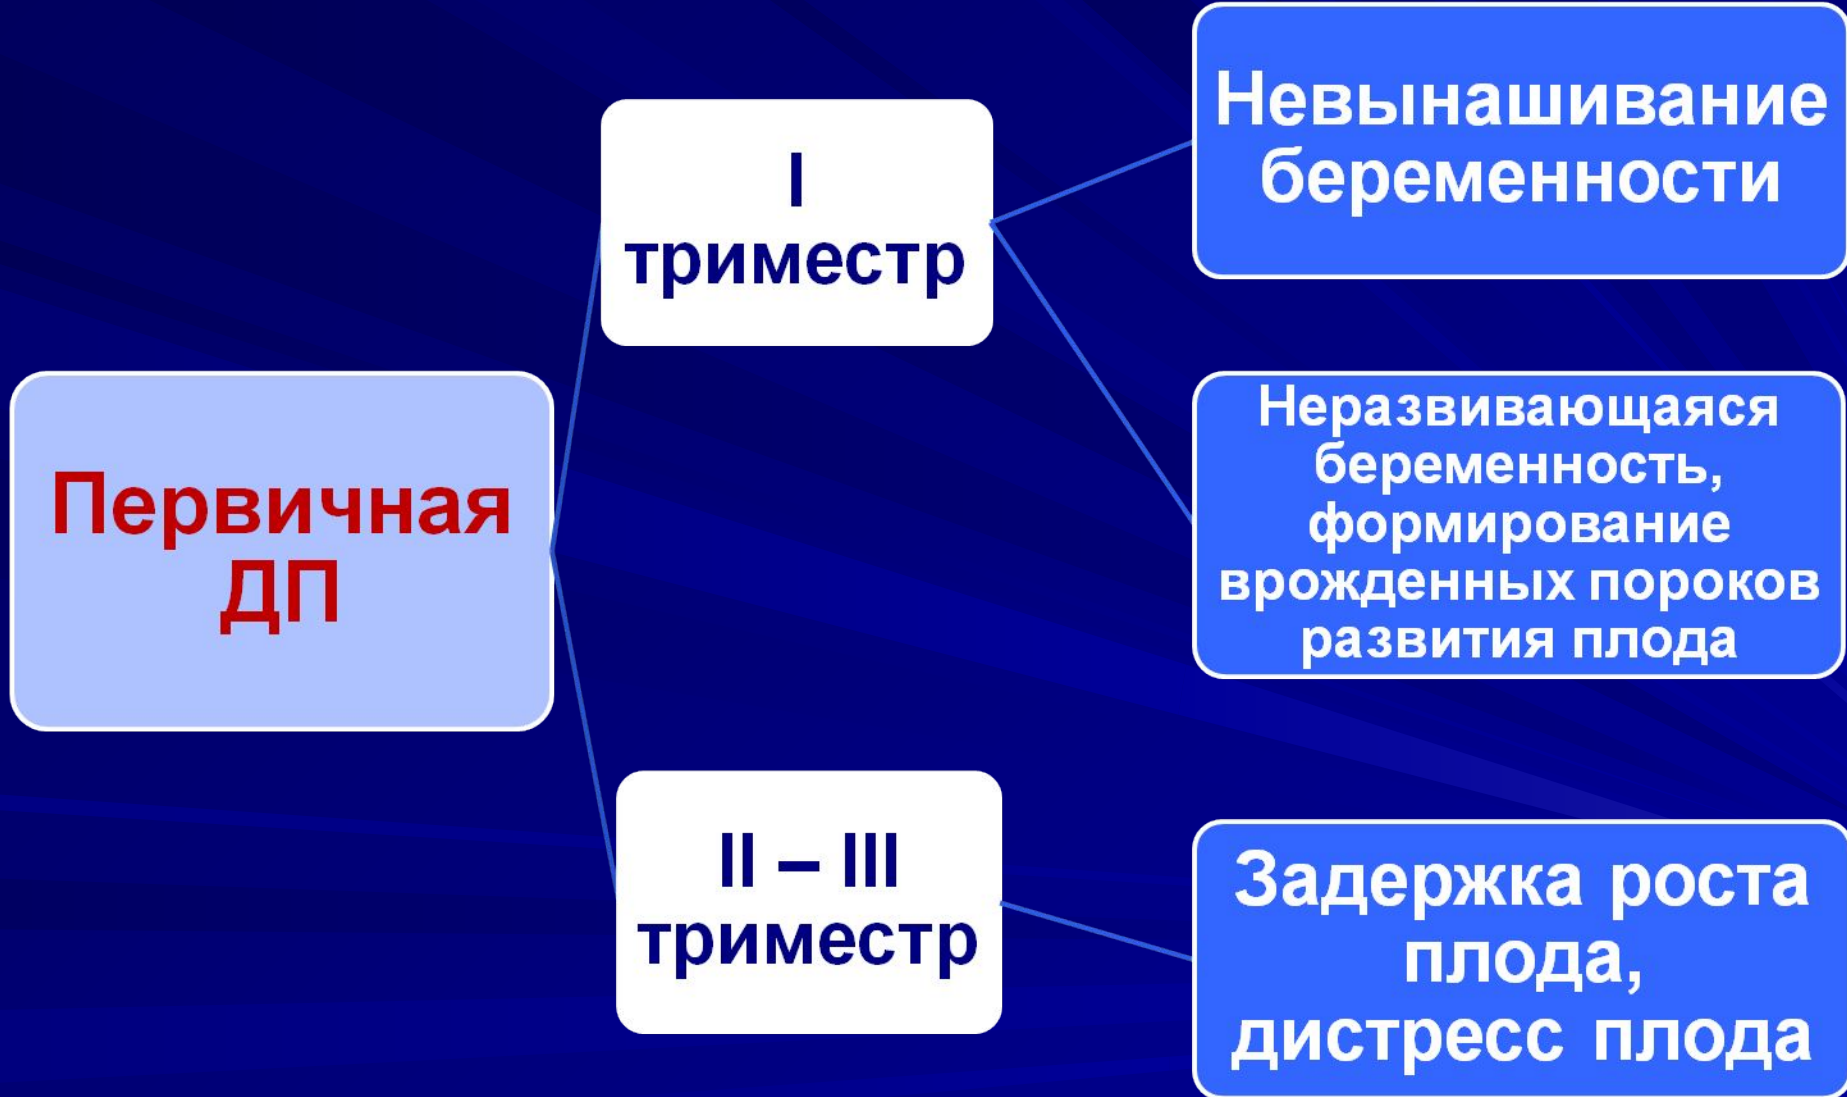 Первичная
ДП
I
триместр
Невынашивание
беременности
Неразвивающаяся
беременность,
формирование
врожденных пороков
развития плода
II – III
триместр
Задержка роста
плода,
дистресс плода